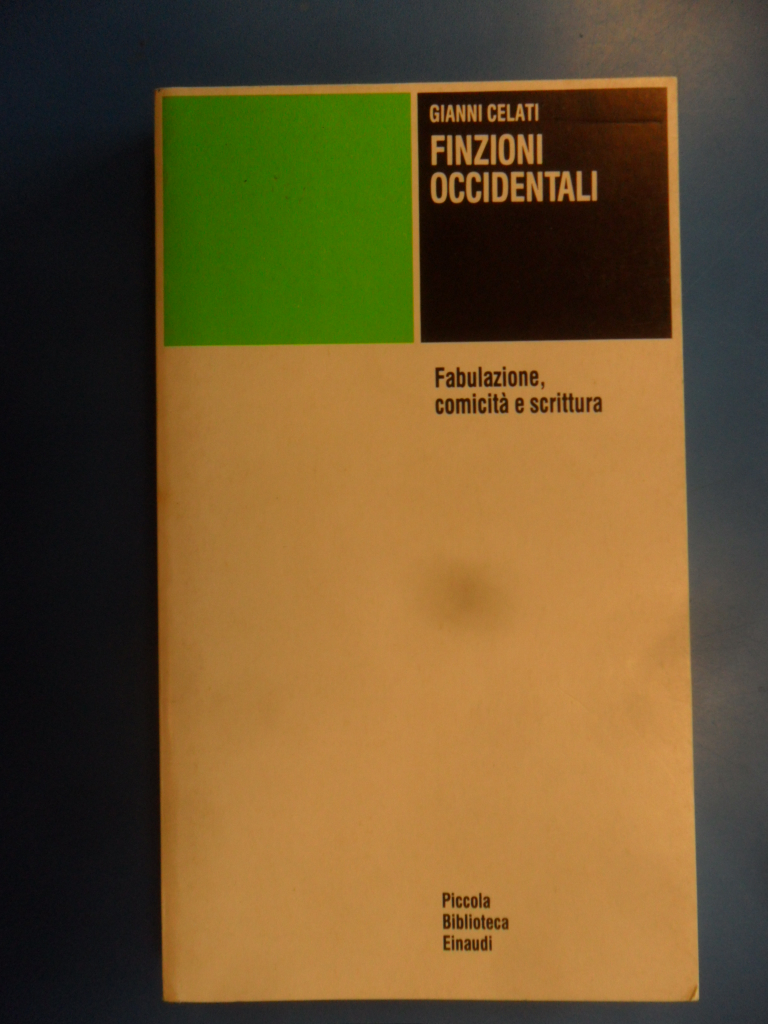 GIANNI CELATI
FINZIONI
OCCIDENTALI
Fabulazione,
comicità e scrittura
Piccola
Biblioteca
Einaudi